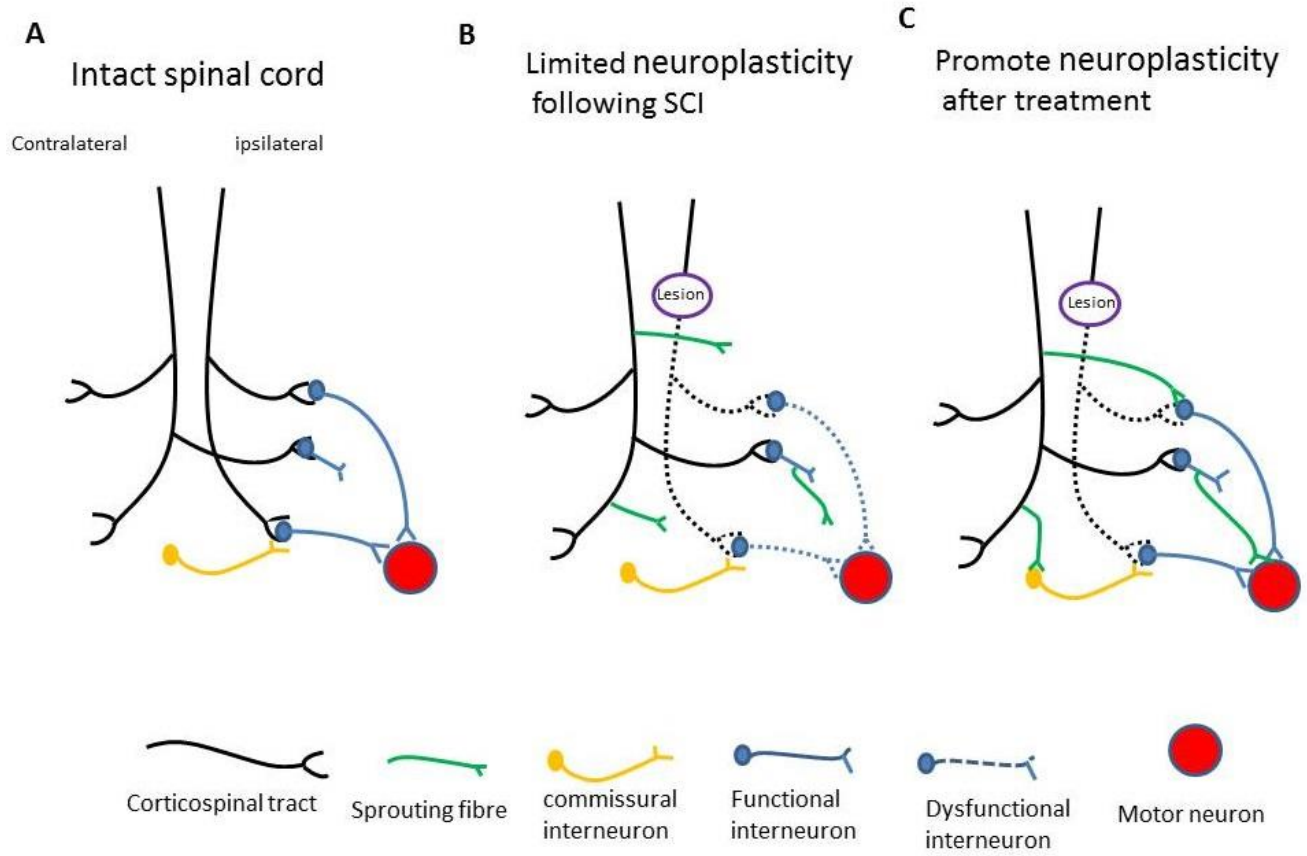 A
Intact spinal cord
Contralateral
ipsilateral
B
Limited neuroplasticity
following SCI
Lesion
C
Promote neuroplasticity
after treatment
Lesion
Corticospinal tract
Sprouting fibre
commissural
interneuron
Functional
interneuron
Dysfunctional
interneuron
Motor neuron